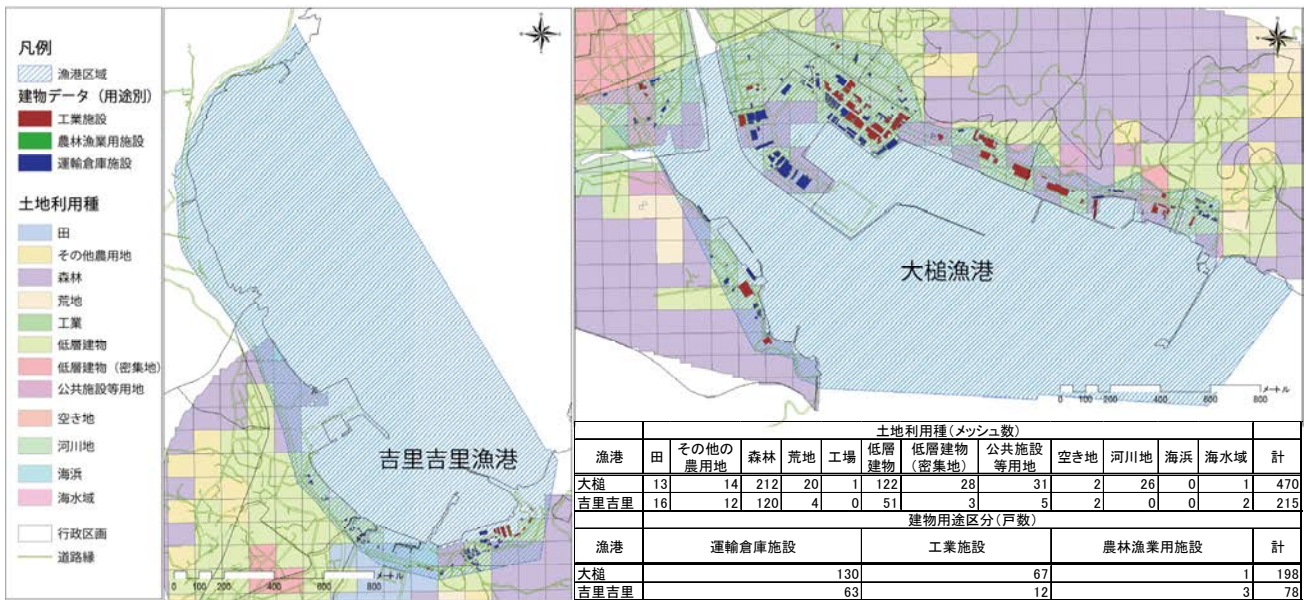 凡例
漁港区域
建物データ（用途別）
工業施設
農林漁業用施設
運輸倉庫施設
土地利用種
田
その他農用地
森林
荒地
工業
低層建物
低層建物（密集地）
公共施設等用地
空き地
河川地
海浜
海水域
行政区画
道路縁
吉里吉里漁港
メートル
0 100 200 400 600 800
大槌漁港
メートル
0 100 200 400 600 800
土地利用種（メッシュ数）
漁港 田 その他の農用地 森林 荒地 工場 低層建物 低層建物（密集地） 公共施設等用地 空き地 河川地 海浜 海水域 計
大槌 13 14 212 20 1 122 28 31 2 26 0 1 470
吉里吉里 16 12 120 4 0 51 3 5 2 0 0 2 215
建物用途区分（戸数）
漁港 運輸倉庫施設 工業施設 農林漁業用施設 計
大槌 130 67 1 198
吉里吉里 63 12 3 78